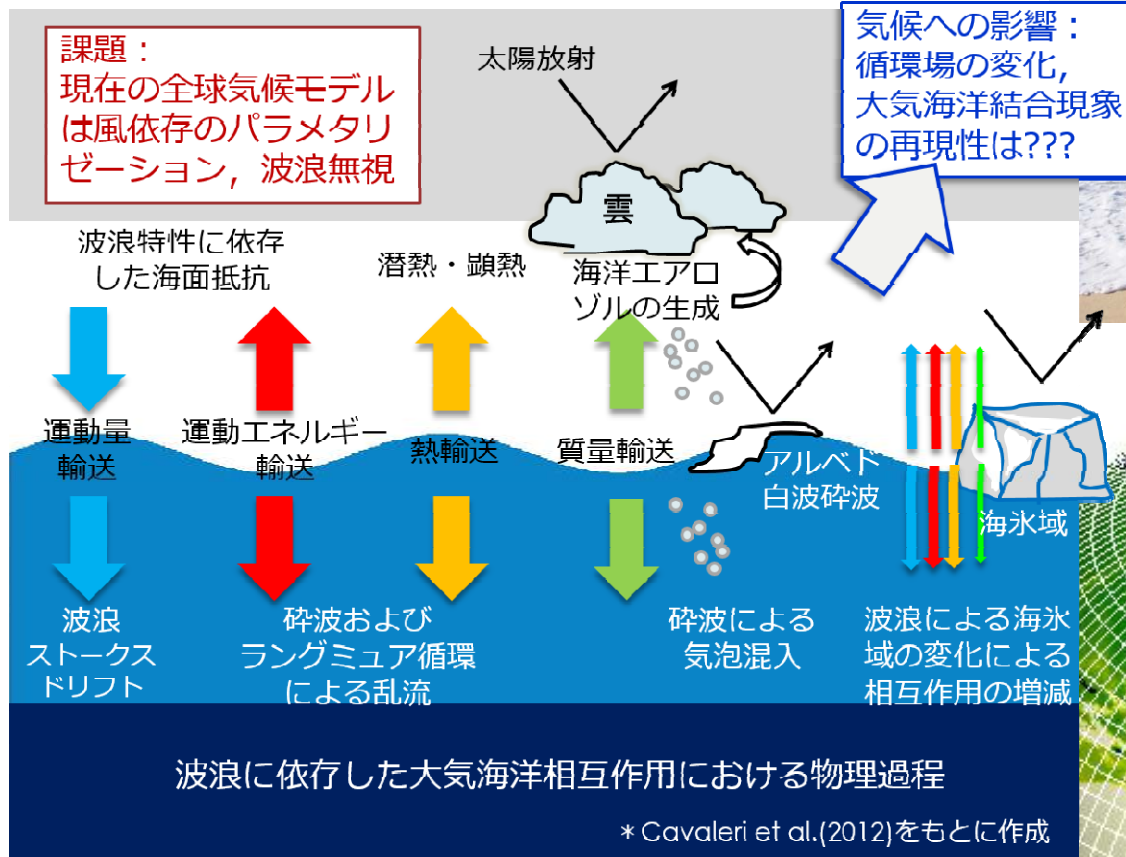 課題：
現在の全球気候モデル
は風依存のパラメタリ
ゼーション，波浪無視
気候への影響：
循環場の変化，
大気海洋結合現象
の再現性は???
太陽放射
雲
波浪特性に依存
した海面抵抗
潜熱・顕熱
海洋エアロ
ゾルの生成
運動量
輸送
運動エネルギー
輸送
熱輸送
質量輸送
アルベド
白波砕波
海氷域
波浪
ストークス
ドリフト
砕波および
ラングミュア循環
による乱流
砕波による
気泡混入
波浪による海氷
域の変化による
相互作用の増減
波浪に依存した大気海洋相互作用における物理過程
＊Cavaleri et al.(2012)をもとに作成